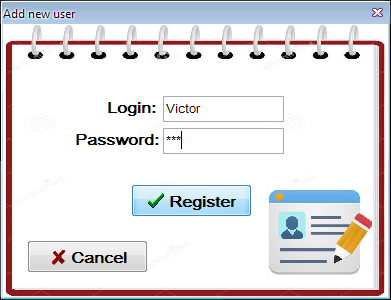 Add new user
Login: Victor
Password: ***
Register
Cancel